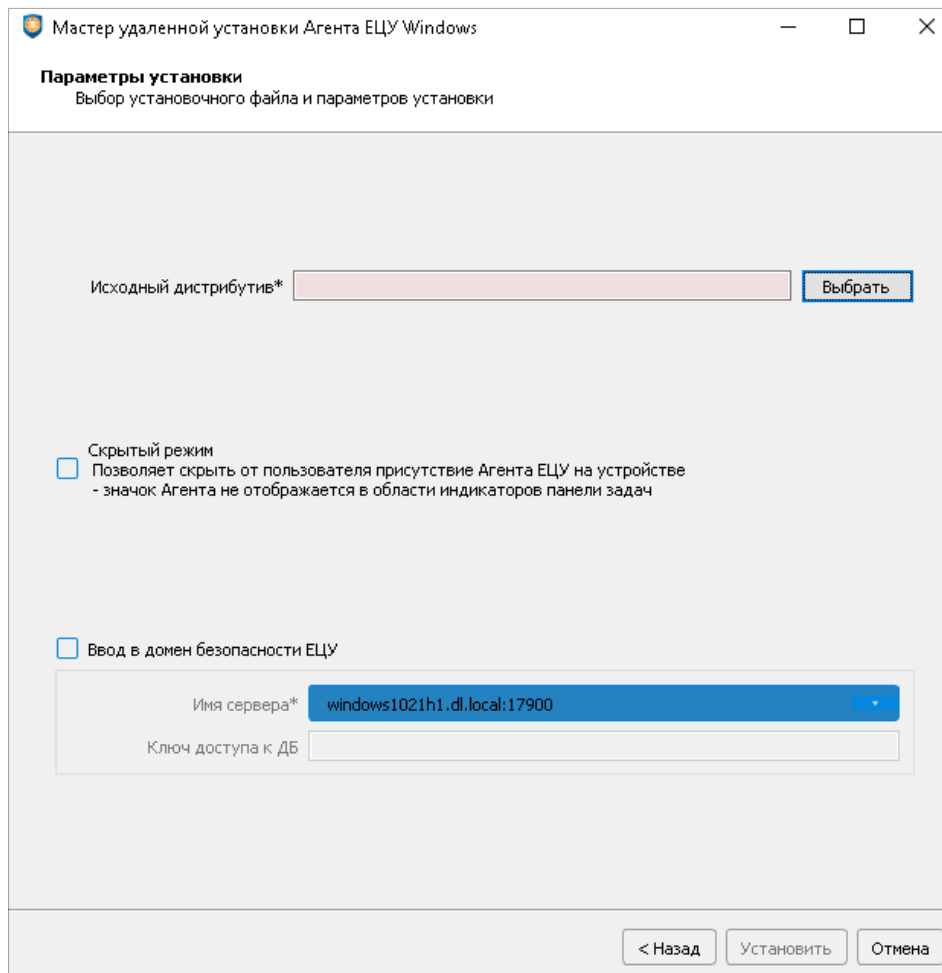 Мастер удаленной установки Агента ЕЦУ Windows
Параметры установки
Выбор установочного файла и параметров установки
Исходный дистрибутив*
Выбрать
Скрытый режим
Позволяет скрыть от пользователя присутствие Агента ЕЦУ на устройстве
- значок Агента не отображается в области индикаторов панели задач
Ввод в домен безопасности ЕЦУ
Имя сервера*
windows1021h1.dl.local:17900
Ключ доступа к ДБ
< Назад
Установить
Отмена